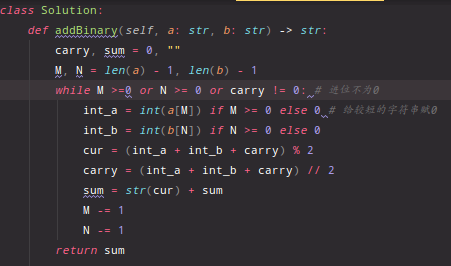 class Solution:
    def addBinary(self, a: str, b: str) -> str:
        carry, sum = 0, ""
        M, N = len(a) - 1, len(b) - 1
        while M >=0 or N >= 0 or carry != 0: # 进位不为0
            int_a = int(a[M]) if M >= 0 else 0 # 给较短的字符串赋0
            int_b = int(b[N]) if N >= 0 else 0
            cur = (int_a + int_b + carry) % 2
            carry = (int_a + int_b + carry) // 2
            sum = str(cur) + sum
            M -= 1
            N -= 1
        return sum